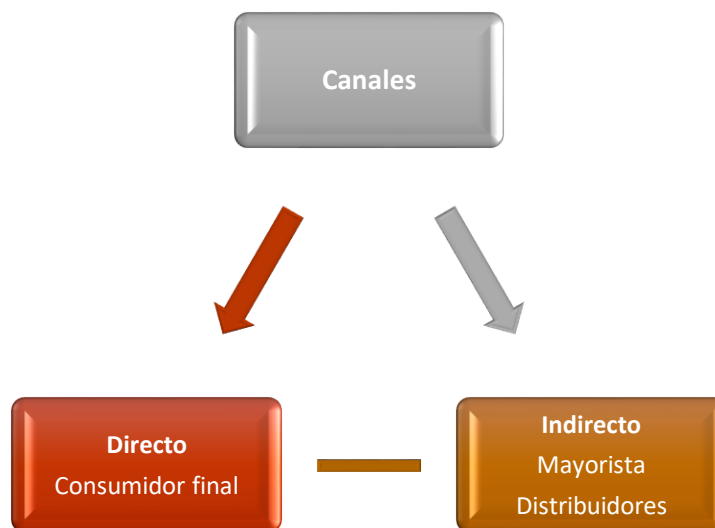 Canales
Directo
Consumidor final
Indirecto
Mayorista
Distribuidores